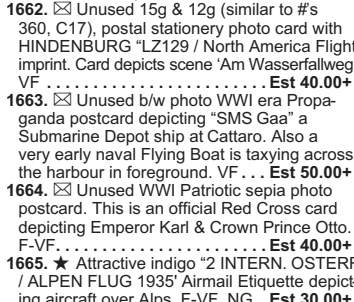 1662. ✉ Unused 15g & 12g (similar to #'s
360, C17), postal stationery photo card with
HINDENBURG “LZ129 / North America Flight
imprint. Card depicts scene ‘Am Wasserfallweg
VF . . . . . . . . . . . . . . . . . . . . . . . . Est 40.00+
1663. ✉ Unused b/w photo WWI era Propa-
ganda postcard depicting “SMS Gaa” a
Submarine Depot ship at Cattaro. Also a
very early naval Flying Boat is taxying across
the harbour in foreground. VF . . . Est 50.00+
1664. ✉ Unused WWI Patriotic sepia photo
postcard. This is an official Red Cross card
depicting Emperor Karl & Crown Prince Otto.
F-VF. . . . . . . . . . . . . . . . . . . . . . Est 40.00+
1665. ★ Attractive indigo “2 INTERN. OSTERR
/ ALPEN FLUG 1935' Airmail Etiquette depict-
ing aircraft over Alps. F-VF, NG . Est 30.00+